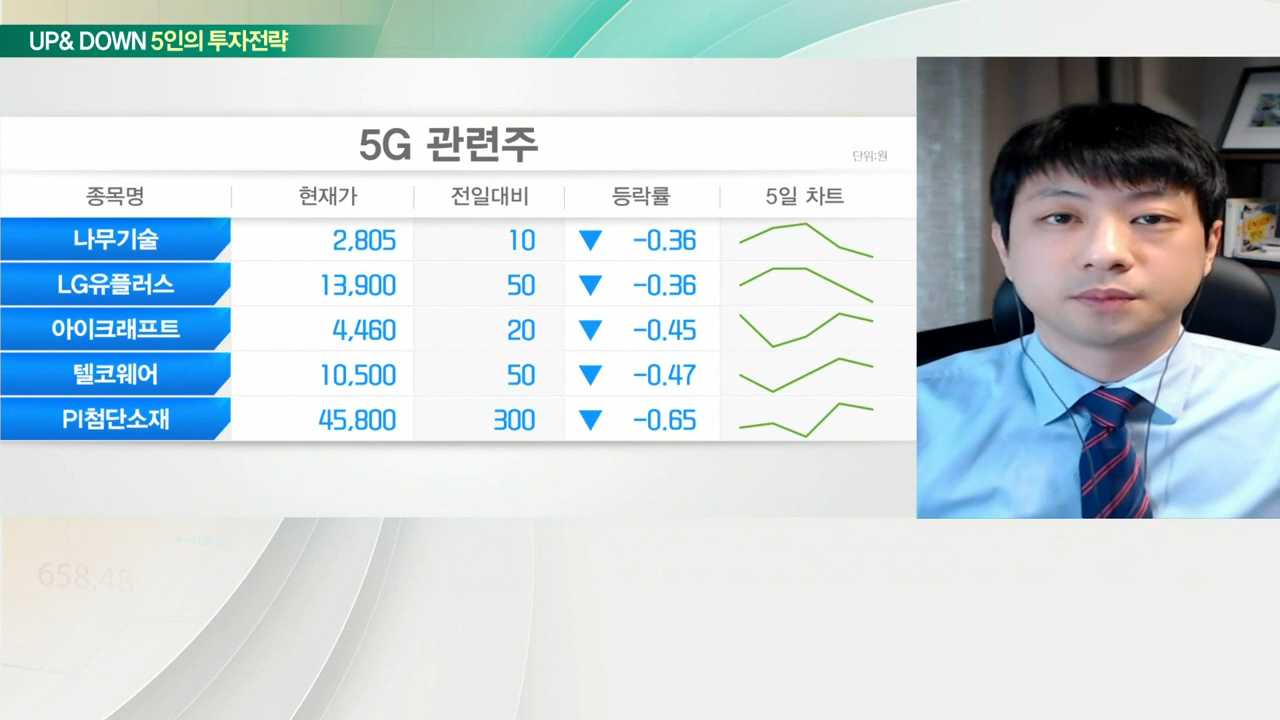 UP& DOWN 5인의 투자전략
5G 관련주
단위:원
종목명 현재가 전일대비 등락률 5일 차트
나무기술 2,805 10 ▼ -0.36
LG유플러스 13,900 50 ▼ -0.36
아이크래프트 4,460 20 ▼ -0.45
텔코웨어 10,500 50 ▼ -0.47
PI첨단소재 45,800 300 ▼ -0.65
658.48